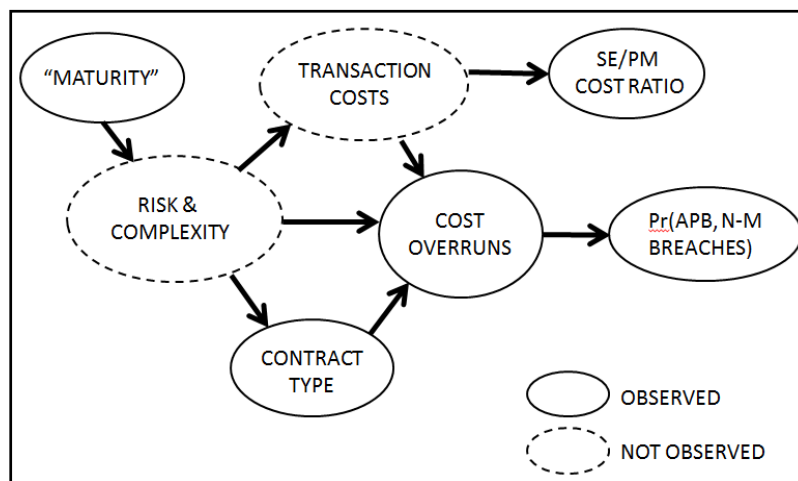 “MATURITY”
TRANSACTION
COSTS
SE/PM
COST RATIO
RISK &
COMPLEXITY
COST
OVERRUNS
Pr(APB, N-M
BREACHES)
CONTRACT
TYPE
OBSERVED
NOT OBSERVED